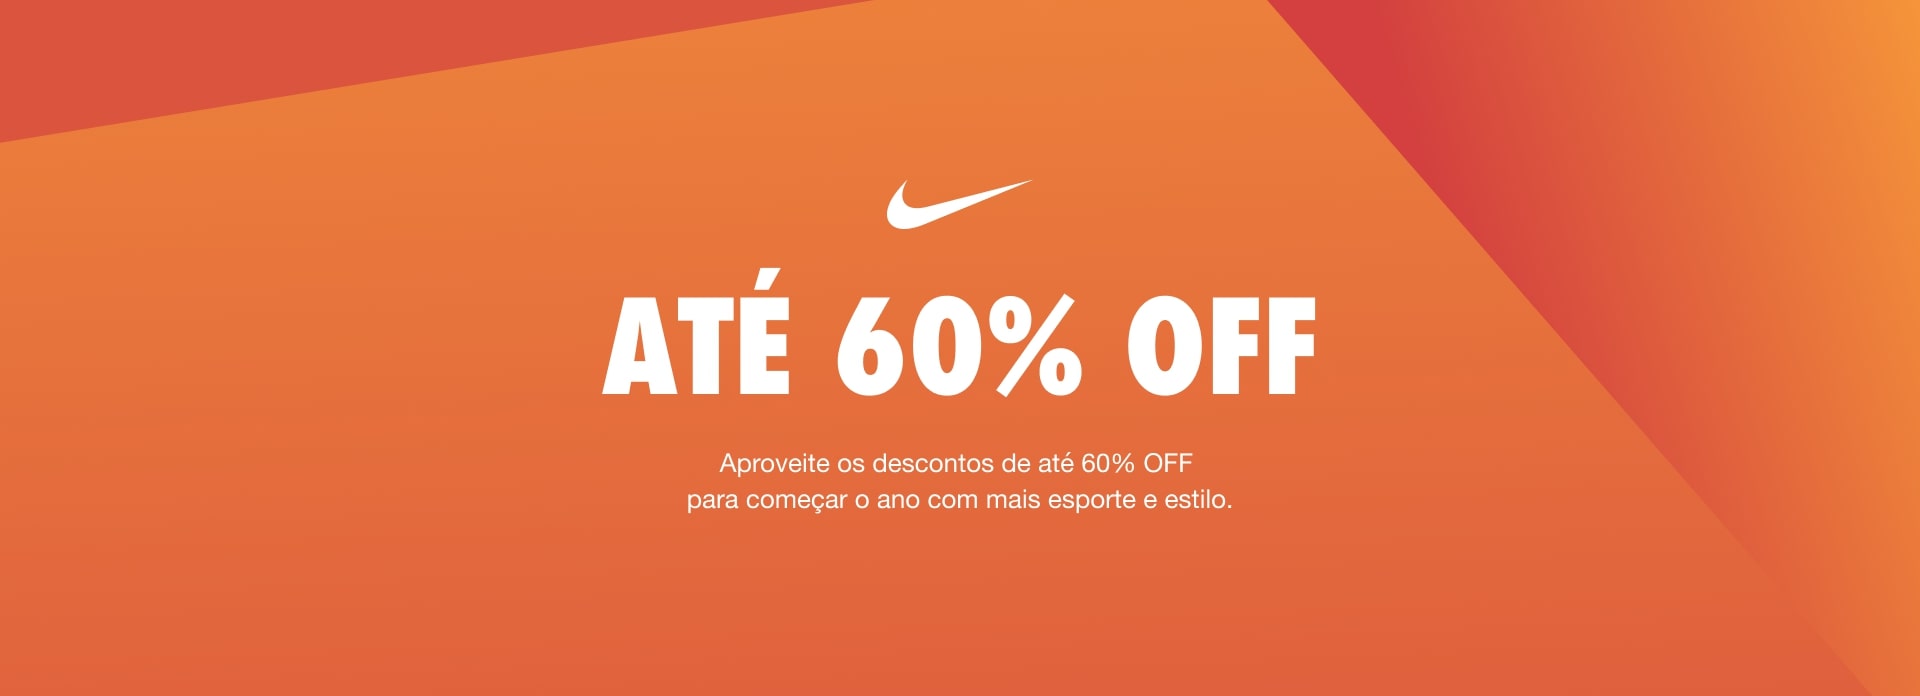 ATÉ 60% OFF
Aproveite os descontos de até 60% OFF
para começar o ano com mais esporte e estilo.